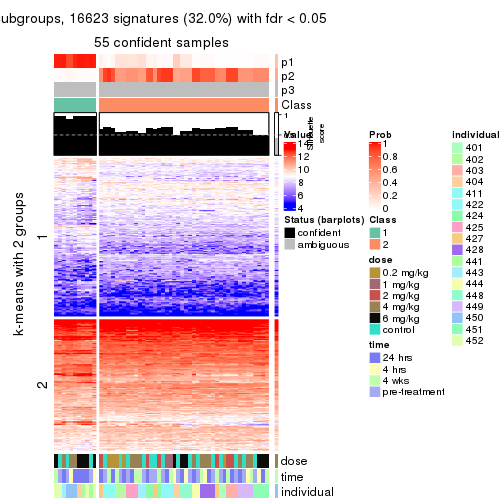 ubgroups, 16623 signatures (32.0%) with fdr < 0.05
55 confident samples
p1
p2
p3
Class
1
Silhouette
score
k-means with 2 groups
1
2
dose
time
individual
Value
14
12
10
8
6
4
Status (barplots)
confident
ambiguous
dose
0.2 mg/kg
1 mg/kg
2 mg/kg
4 mg/kg
6 mg/kg
control
time
24 hrs
4 hrs
4 wks
pre-treatment
Prob
1
0.8
0.6
0.4
0.2
0
Class
1
2
individual
401
402
403
404
411
422
424
425
427
428
441
443
444
448
449
450
451
452